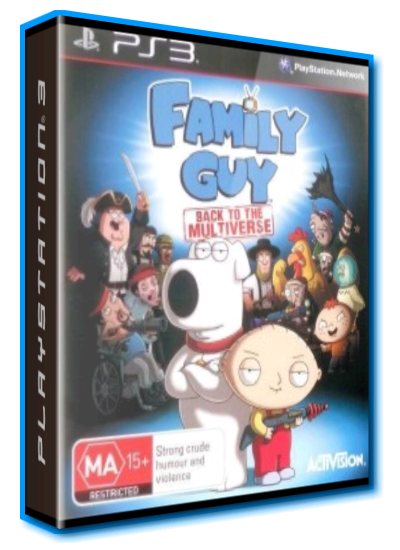 PS3
PlayStation®Network
FAMILY
GUY™
BACK TO THE
MULTIVERSE
MA 15+
RESTRICTED
Strong crude
humour and
violence
ACTIVISION.
PLAYSTATION®3